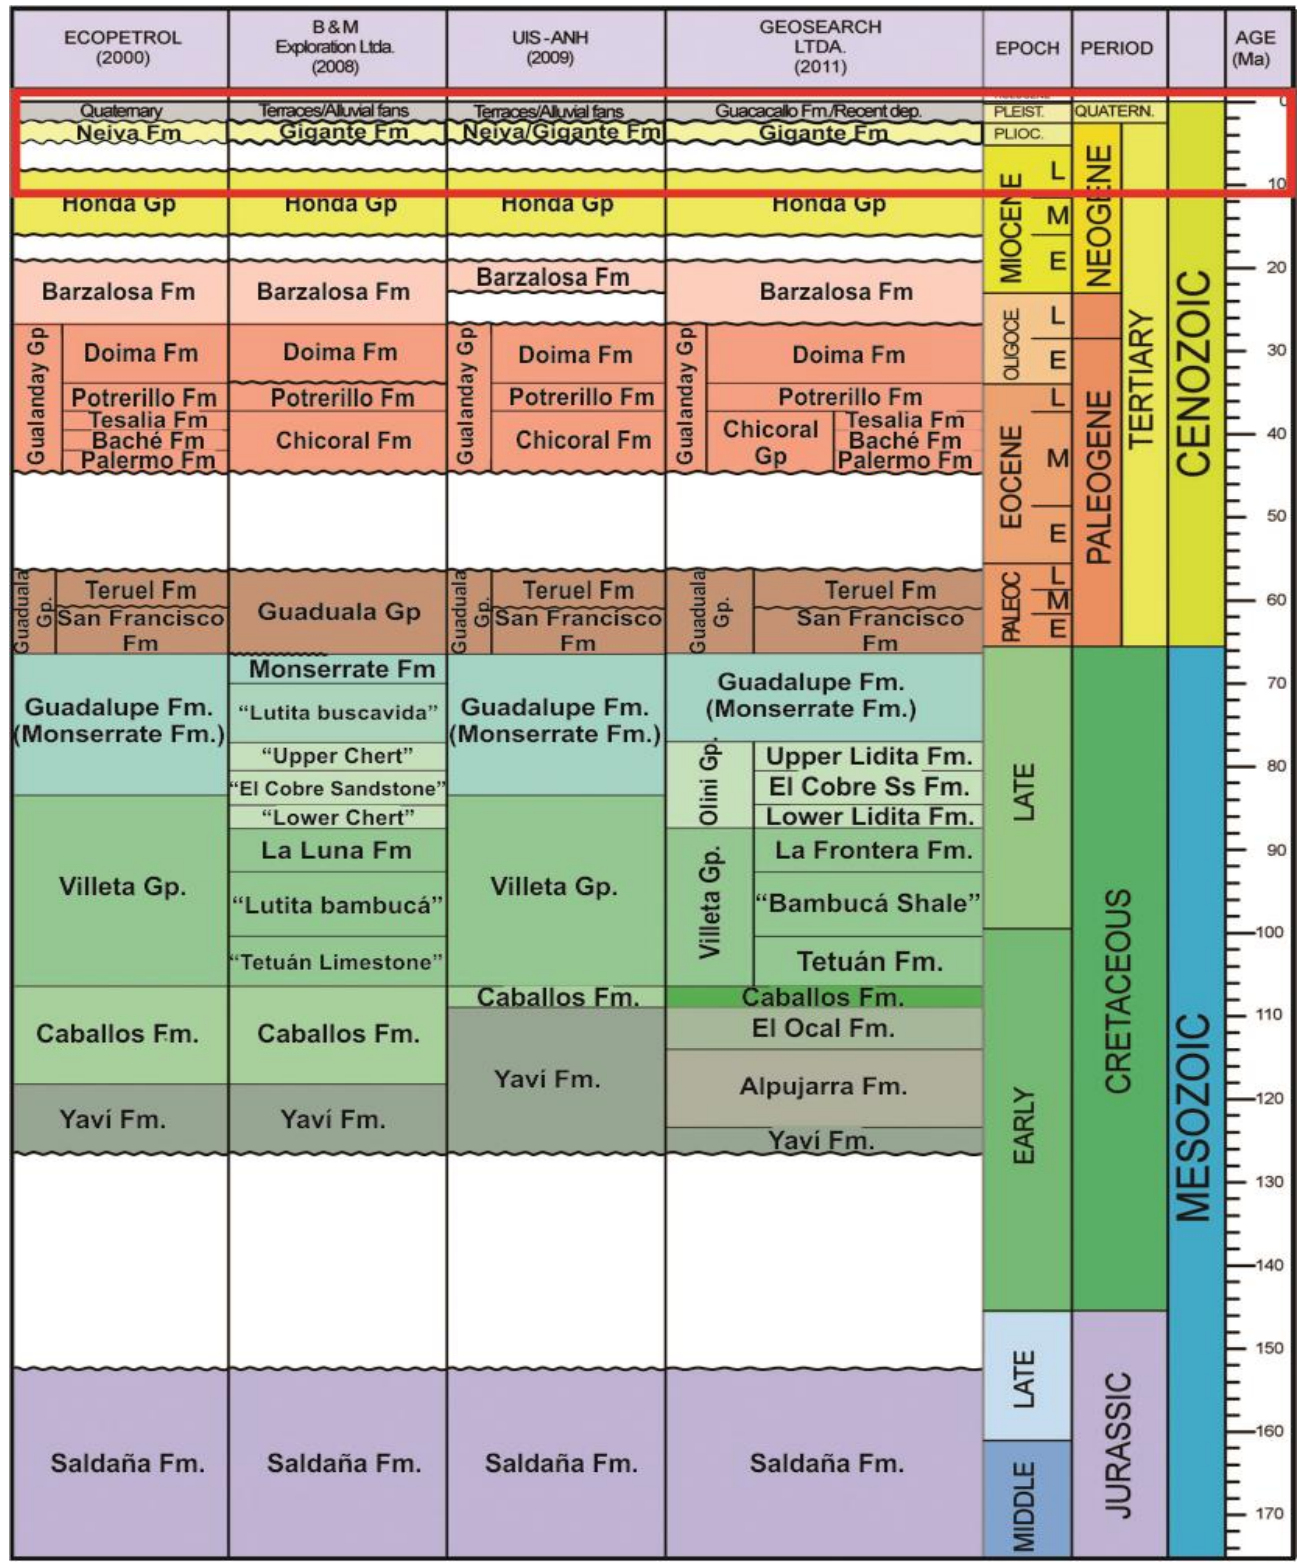 ECOPETROL
(2000)
B & M
Exploration Ltda.
(2008)
UIS-ANH
(2009)
GEOSEARCH
LTDA.
(2011)
EPOCH
PERIOD
AGE
(Ma)
Quaternary
Neiva Fm
Honda Gp
Barzalosa Fm
Gualanday Gp
Doima Fm
Potrerillo Fm
Tesalia Fm
Baché Fm
Palermo Fm
Guaduala
Gp.
Teruel Fm
San Francisco
Fm
Guadalupe Fm.
(Monserrate Fm.)
Villeta Gp.
Caballos Fm.
Yaví Fm.
Saldaña Fm.
Terraces/Alluvial fans
Gigante Fm
Honda Gp
Barzalosa Fm
Doima Fm
Potrerillo Fm
Chicoral Fm
Guaduala Gp
Monserrate Fm
“Lutita buscavida”
“Upper Chert”
“El Cobre Sandstone”
“Lower Chert”
La Luna Fm
“Lutita bambucá”
“Tetuán Limestone”
Caballos Fm.
Yaví Fm.
Saldaña Fm.
Terraces/Alluvial fans
Neiva/Gigante Fm
Honda Gp
Barzalosa Fm
Gualanday Gp
Doima Fm
Potrerillo Fm
Chicoral Fm
Guaduala
Gp.
Teruel Fm
San Francisco
Fm
Guadalupe Fm.
(Monserrate Fm.)
Villeta Gp.
Caballos Fm.
Yaví Fm.
Saldaña Fm.
Guacacallo Fm./Recent dep.
Gigante Fm
Honda Gp
Barzalosa Fm
Gualanday Gp
Doima Fm
Potrerillo Fm
Chicoral
Gp
Tesalia Fm
Baché Fm
Palermo Fm
Guaduala
Gp.
Teruel Fm
San Francisco
Fm
Guadalupe Fm.
(Monserrate Fm.)
Olini Gp.
Upper Lidita Fm.
El Cobre Ss Fm.
Lower Lidita Fm.
Villeta Gp.
La Frontera Fm.
“Bambucá Shale”
Tetuán Fm.
Caballos Fm.
El Ocal Fm.
Alpujarra Fm.
Yaví Fm.
Saldaña Fm.
PLEIST.
PLIOC.
MIOCENE
L
M
E
OLIGOCE
L
E
EOCENE
L
M
E
PALEOC
L
M
E
LATE
EARLY
LATE
MIDDLE
QUATERN.
NEOGENE
PALEOGENE
TERTIARY
CRETACEOUS
JURASSIC
CENOZOIC
MESOZOIC
0
10
20
30
40
50
60
70
80
90
100
110
120
130
140
150
160
170